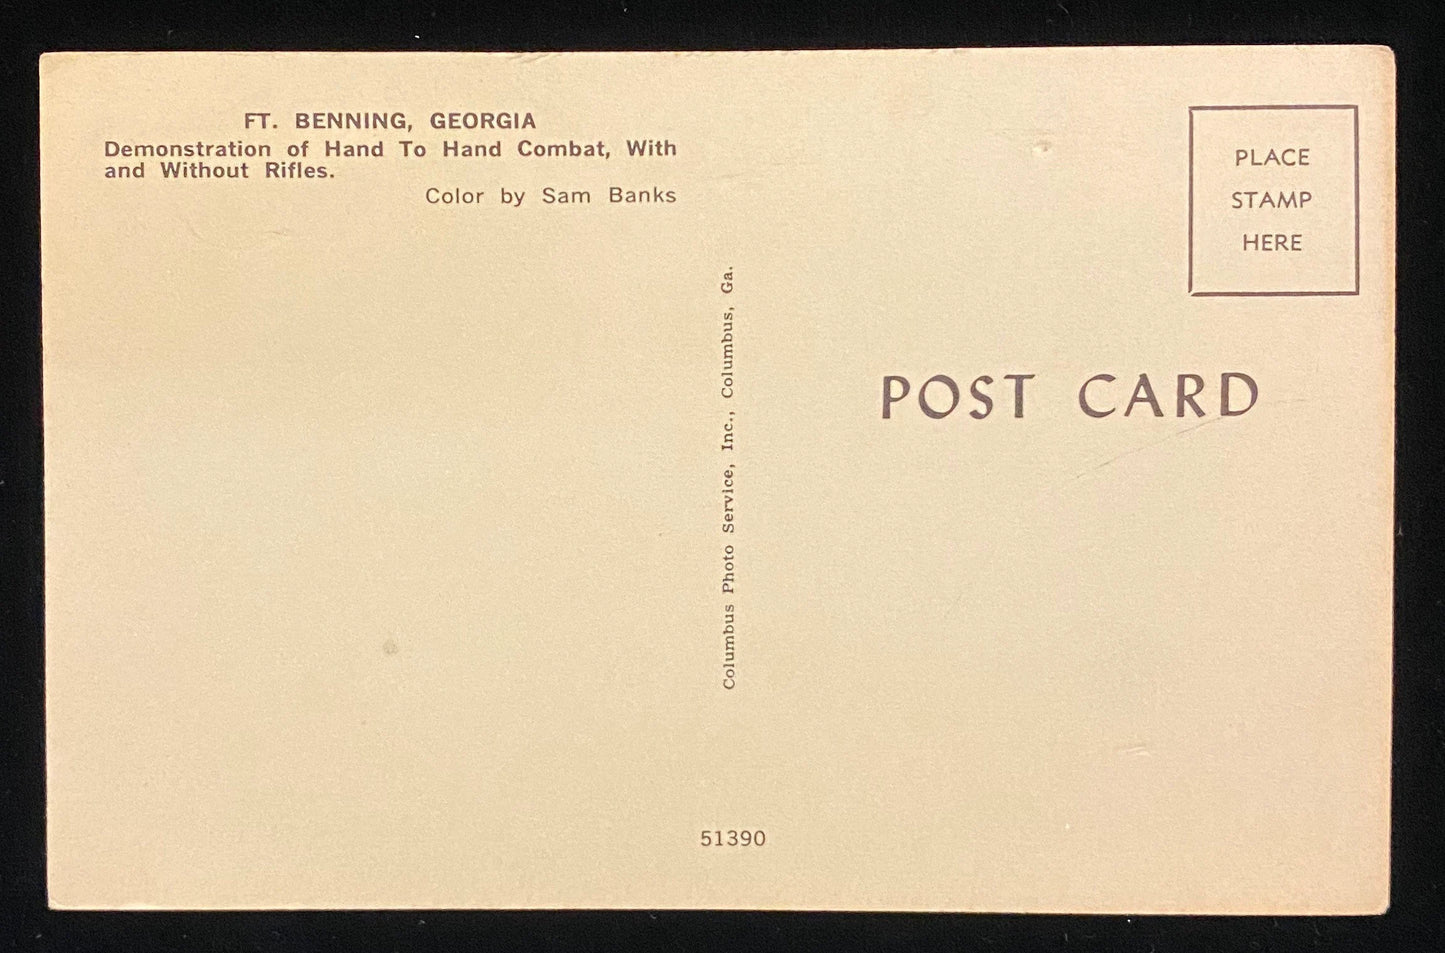 FT. BENNING, GEORGIA
Demonstration of Hand To Hand Combat, With
and Without Rifles.
Color by Sam Banks
Columbus Photo Service, Inc., Columbus, Ga.
PLACE
STAMP
HERE
POST CARD
51390